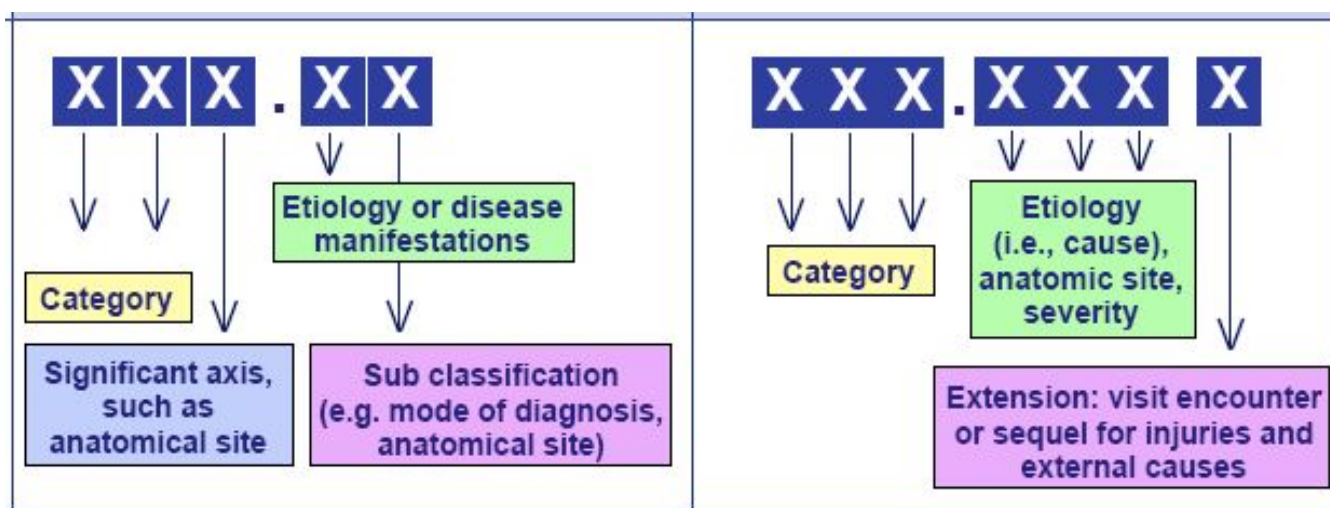 X X X . X X
Etiology or disease
manifestations
Category
Significant axis,
such as
anatomical site
Sub classification
(e.g. mode of diagnosis,
anatomical site)
X X X . X X X X
Category
Etiology
(i.e., cause),
anatomic site,
severity
Extension: visit encounter
or sequel for injuries and
external causes